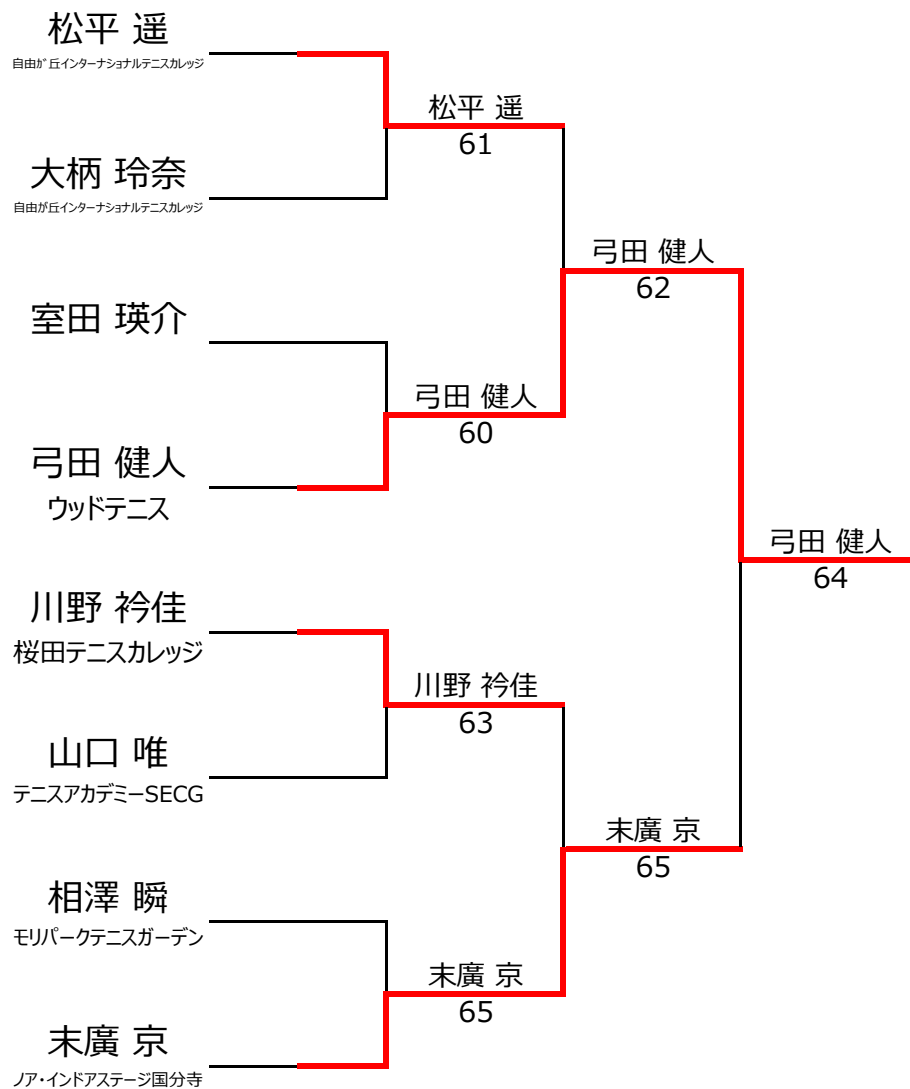 松平 遥
自由が丘インターナショナルテニスカレッジ
松平 遥
61
大柄 玲奈
自由が丘インターナショナルテニスカレッジ
弓田 健人
62
室田 瑛介
弓田 健人
60
弓田 健人
ウッドテニス
弓田 健人
64
川野 衿佳
桜田テニスカレッジ
川野 衿佳
63
山口 唯
テニスアカデミーSECG
末廣 京
65
相澤 瞬
モリパークテニスガーデン
末廣 京
65
末廣 京
ノア・インドアステージ国分寺